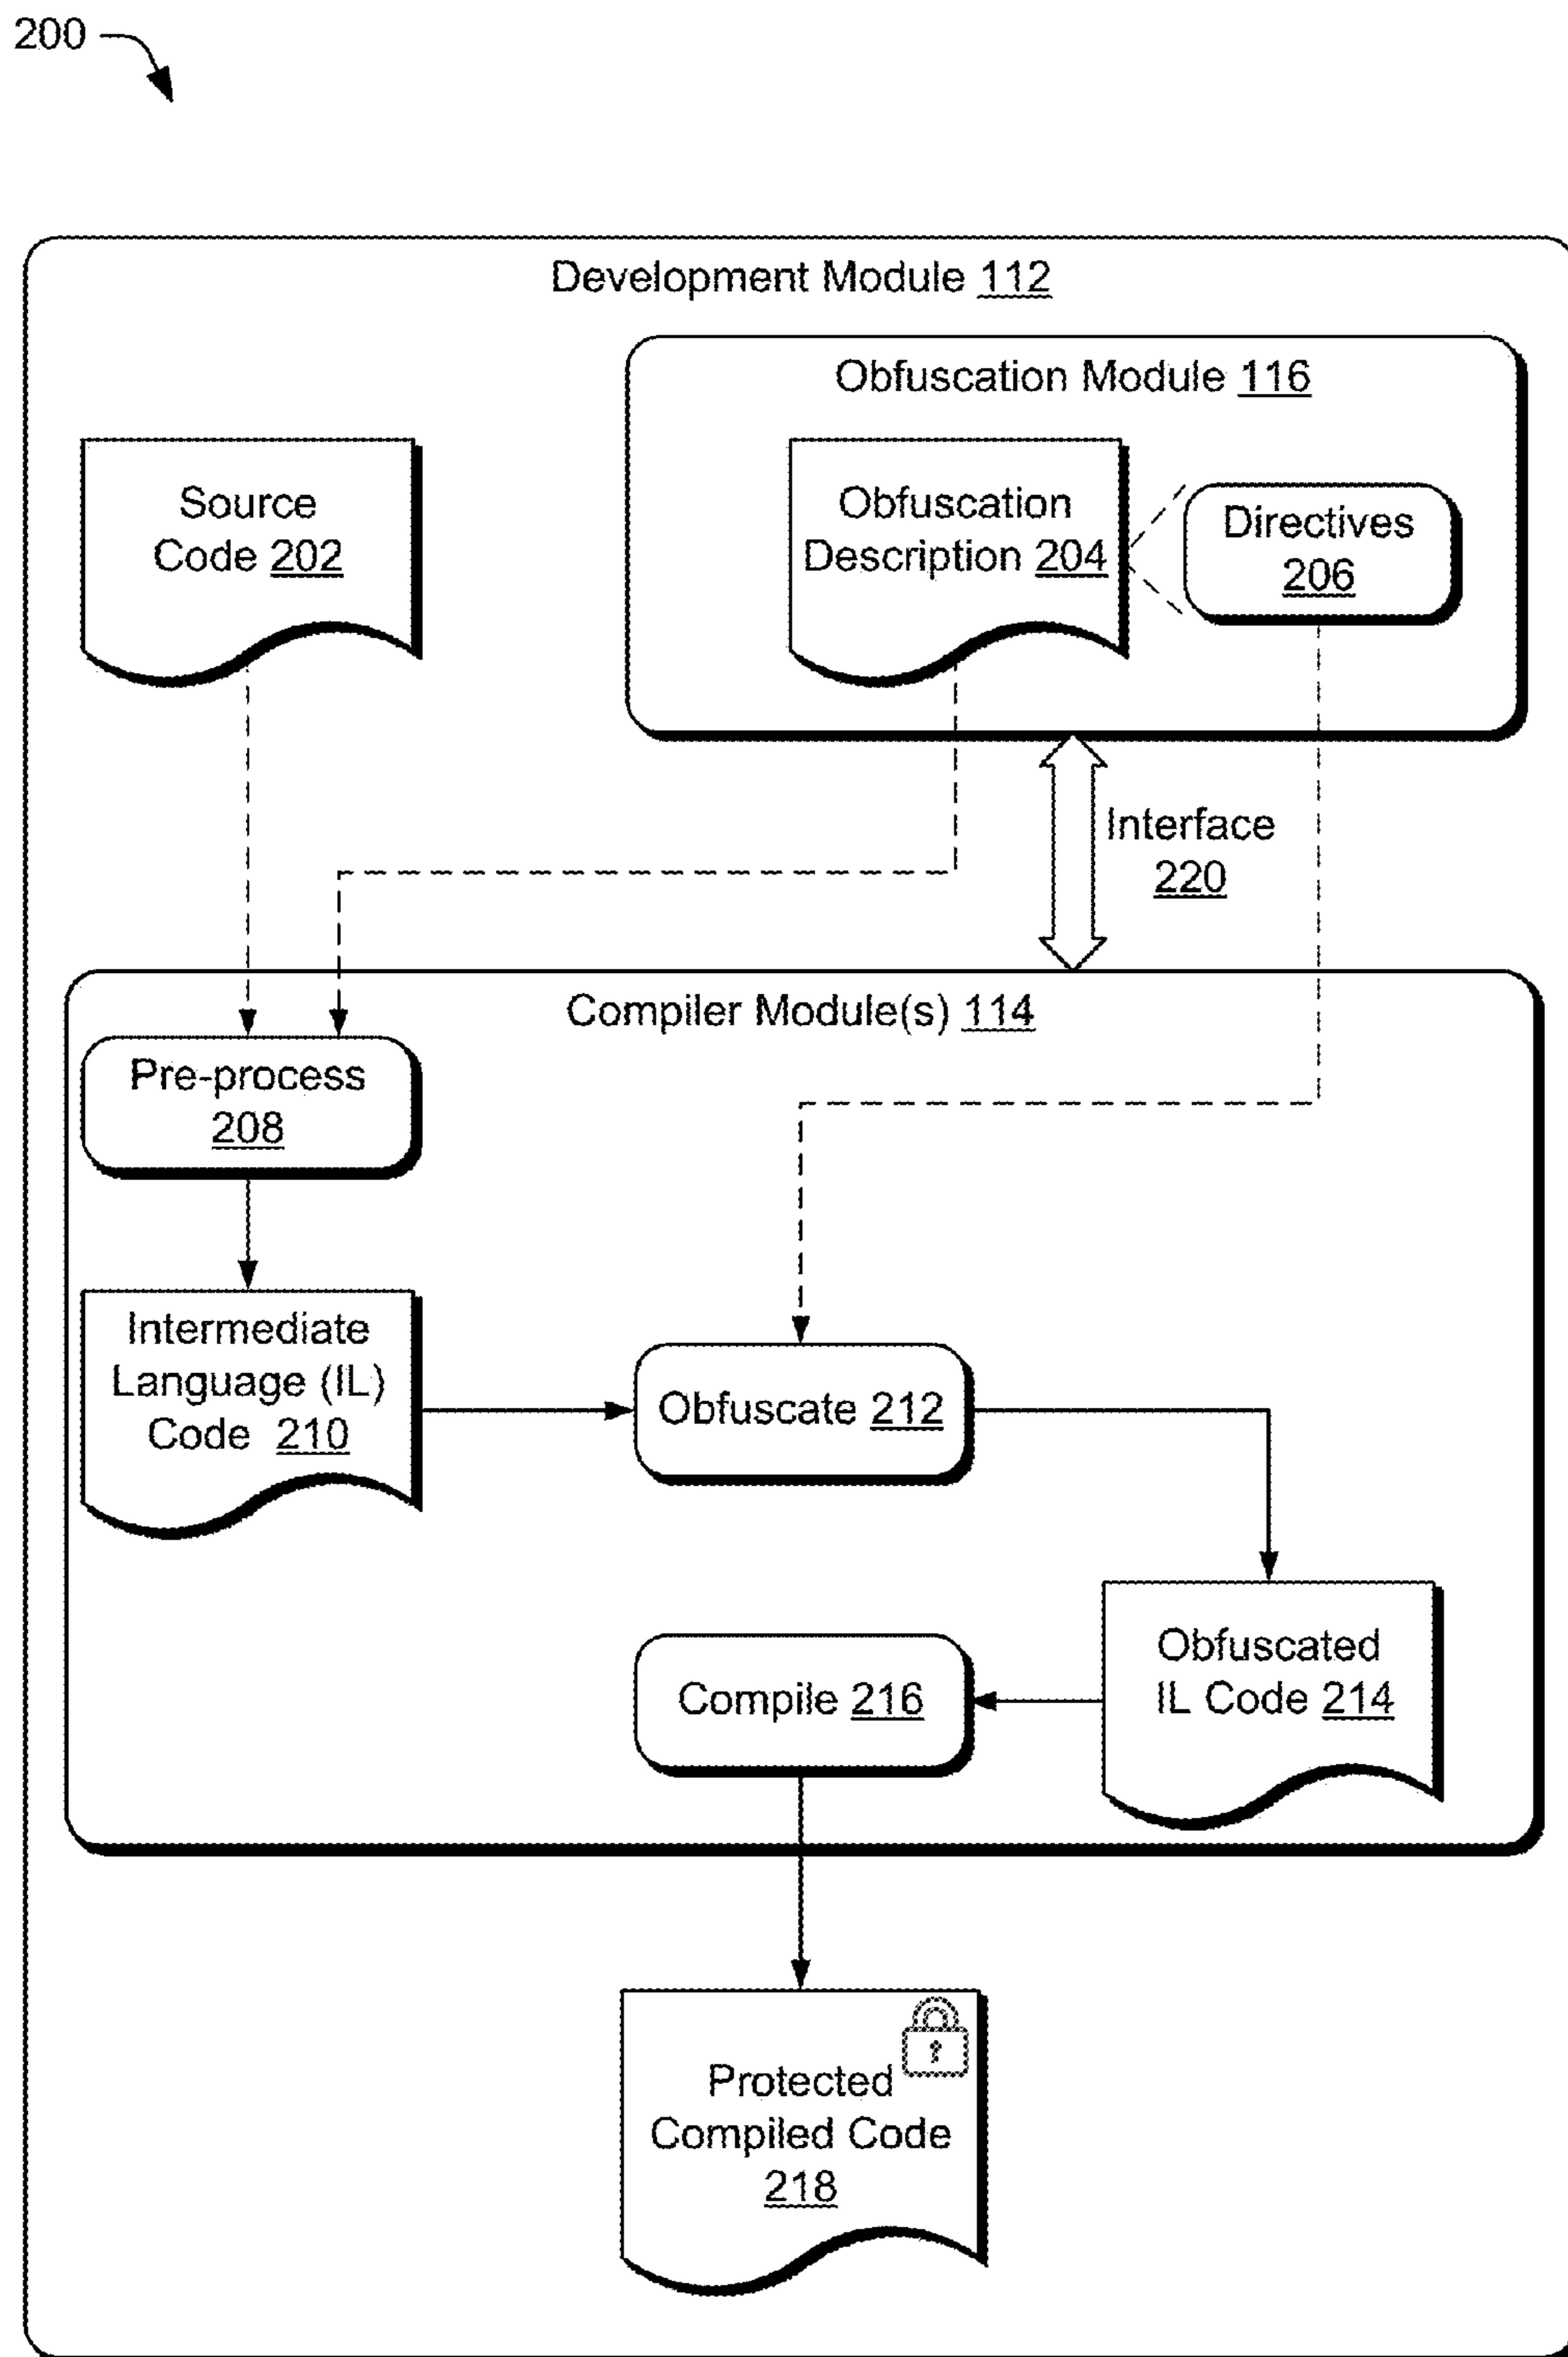 200
Development Module 112
Obfuscation Module 116
Source
Code 202
Obfuscation
Description 204
Directives
206
Interface
220
Compiler Module(s) 114
Pre-process
208
Intermediate
Language (IL)
Code 210
Obfuscate 212
Obfuscated
IL Code 214
Compile 216
Protected
Compiled Code
218